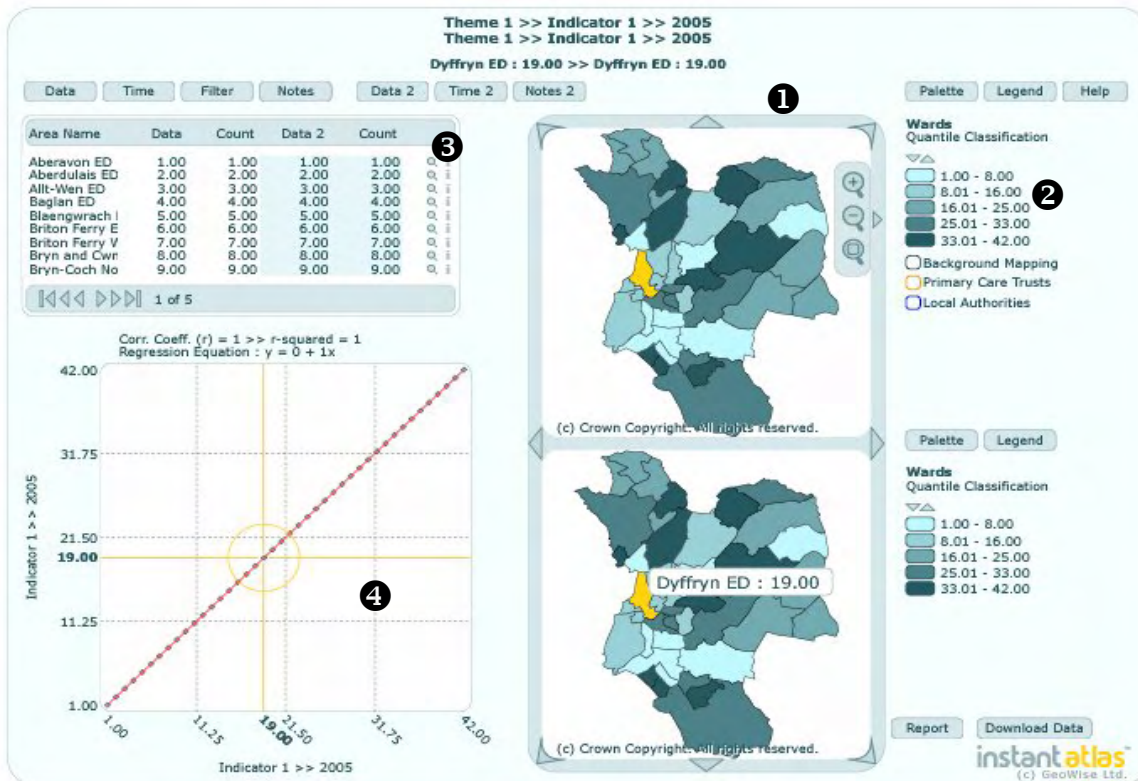 Theme 1 >> Indicator 1 >> 2005
Theme 1 >> Indicator 1 >> 2005
Dyffryn ED : 19.00 >> Dyffryn ED : 19.00
Data Time Filter Notes Data 2 Time 2 Notes 2
Palette Legend Help
❶
Area Name Data Count Data 2 Count
❸
Aberavon ED 1.00 1.00 1.00 1.00
Aberdulais ED 2.00 2.00 2.00 2.00
Allt-Wen ED 3.00 3.00 3.00 3.00
Baglan ED 4.00 4.00 4.00 4.00
Blaengwrach 5.00 5.00 5.00 5.00
Briton Ferry E 6.00 6.00 6.00 6.00
Briton Ferry V 7.00 7.00 7.00 7.00
Bryn and Cwr 8.00 8.00 8.00 8.00
Bryn-Coch No 9.00 9.00 9.00 9.00
1 of 5
Corr. Coeff. (r) = 1 >> r-squared = 1
Regression Equation : y = 0 + 1x
42.00
31.75
21.50
19.00
11.25
1.00
Indicator 1 >> 2005
❹
1.00 11.25 19.00 21.50 31.75 42.00
Indicator 1 >> 2005
(c) Crown Copyright. All rights reserved.
Dyffryn ED : 19.00
(c) Crown Copyright. All rights reserved.
Wards
Quantile Classification
1.00 - 8.00
8.01 - 16.00
❷
16.01 - 25.00
25.01 - 33.00
33.01 - 42.00
Background Mapping
Primary Care Trusts
Local Authorities
Palette Legend
Wards
Quantile Classification
1.00 - 8.00
8.01 - 16.00
16.01 - 25.00
25.01 - 33.00
33.01 - 42.00
Report Download Data
instantatlas™
(c) GeoWise Ltd.